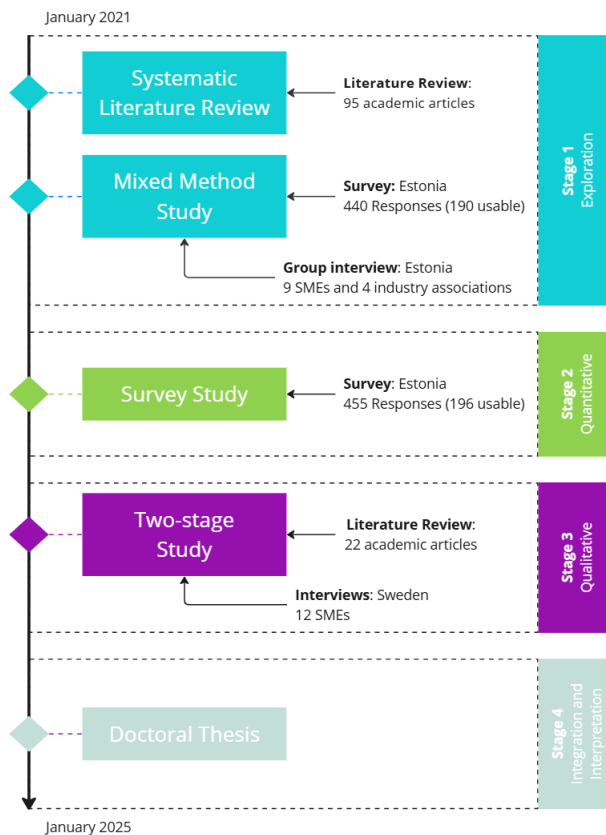 January 2021
Systematic
Literature Review
Literature Review:
95 academic articles
Mixed Method
Study
Survey: Estonia
440 Responses (190 usable)
Group interview: Estonia
9 SMEs and 4 industry associations
Stage 1
Exploration
Survey Study
Survey: Estonia
455 Responses (196 usable)
Stage 2
Quantitative
Two-stage
Study
Literature Review:
22 academic articles
Interviews: Sweden
12 SMEs
Stage 3
Qualitative
Doctoral Thesis
Stage 4
Integration and
Interpretation
January 2025